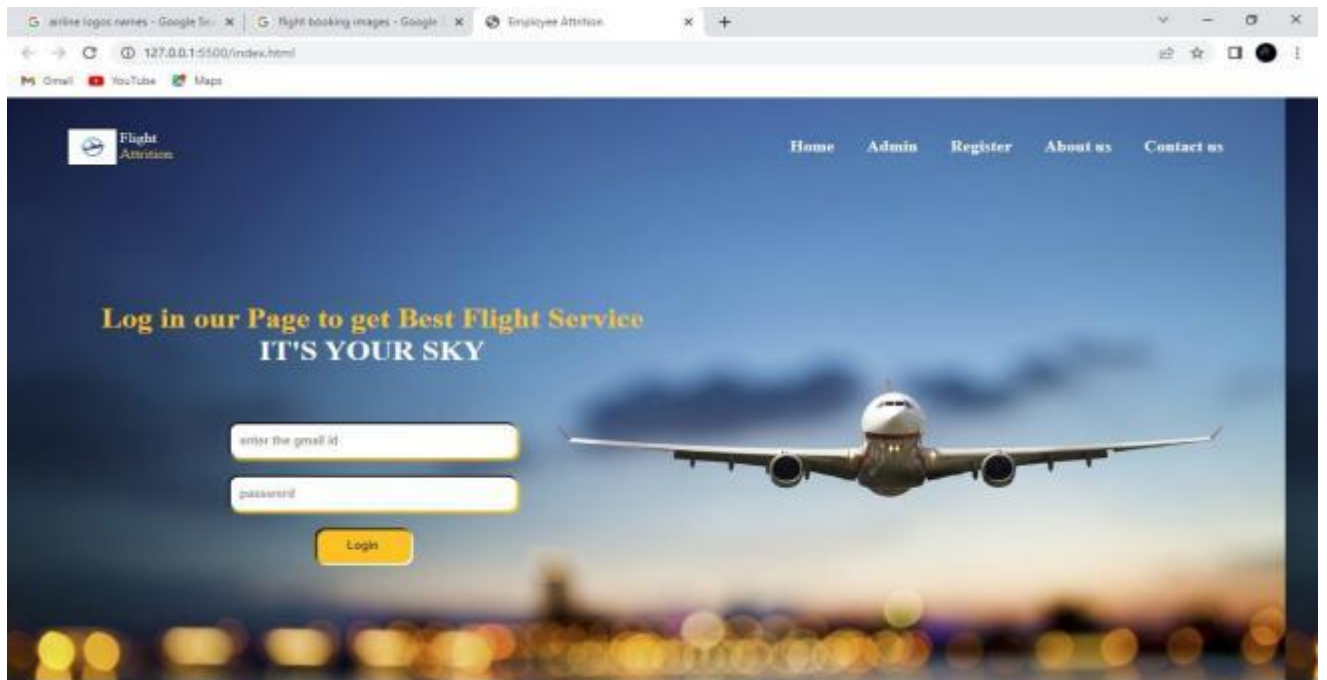 airline logos names - Google Se
flight booking images - Google
Employee Attrition
127.0.0.1:5500/index.html
Gmail
YouTube
Maps
Flight
Attrition
Home
Admin
Register
About us
Contact us
Log in our Page to get Best Flight Service
IT'S YOUR SKY
enter the gmail id
password
Login